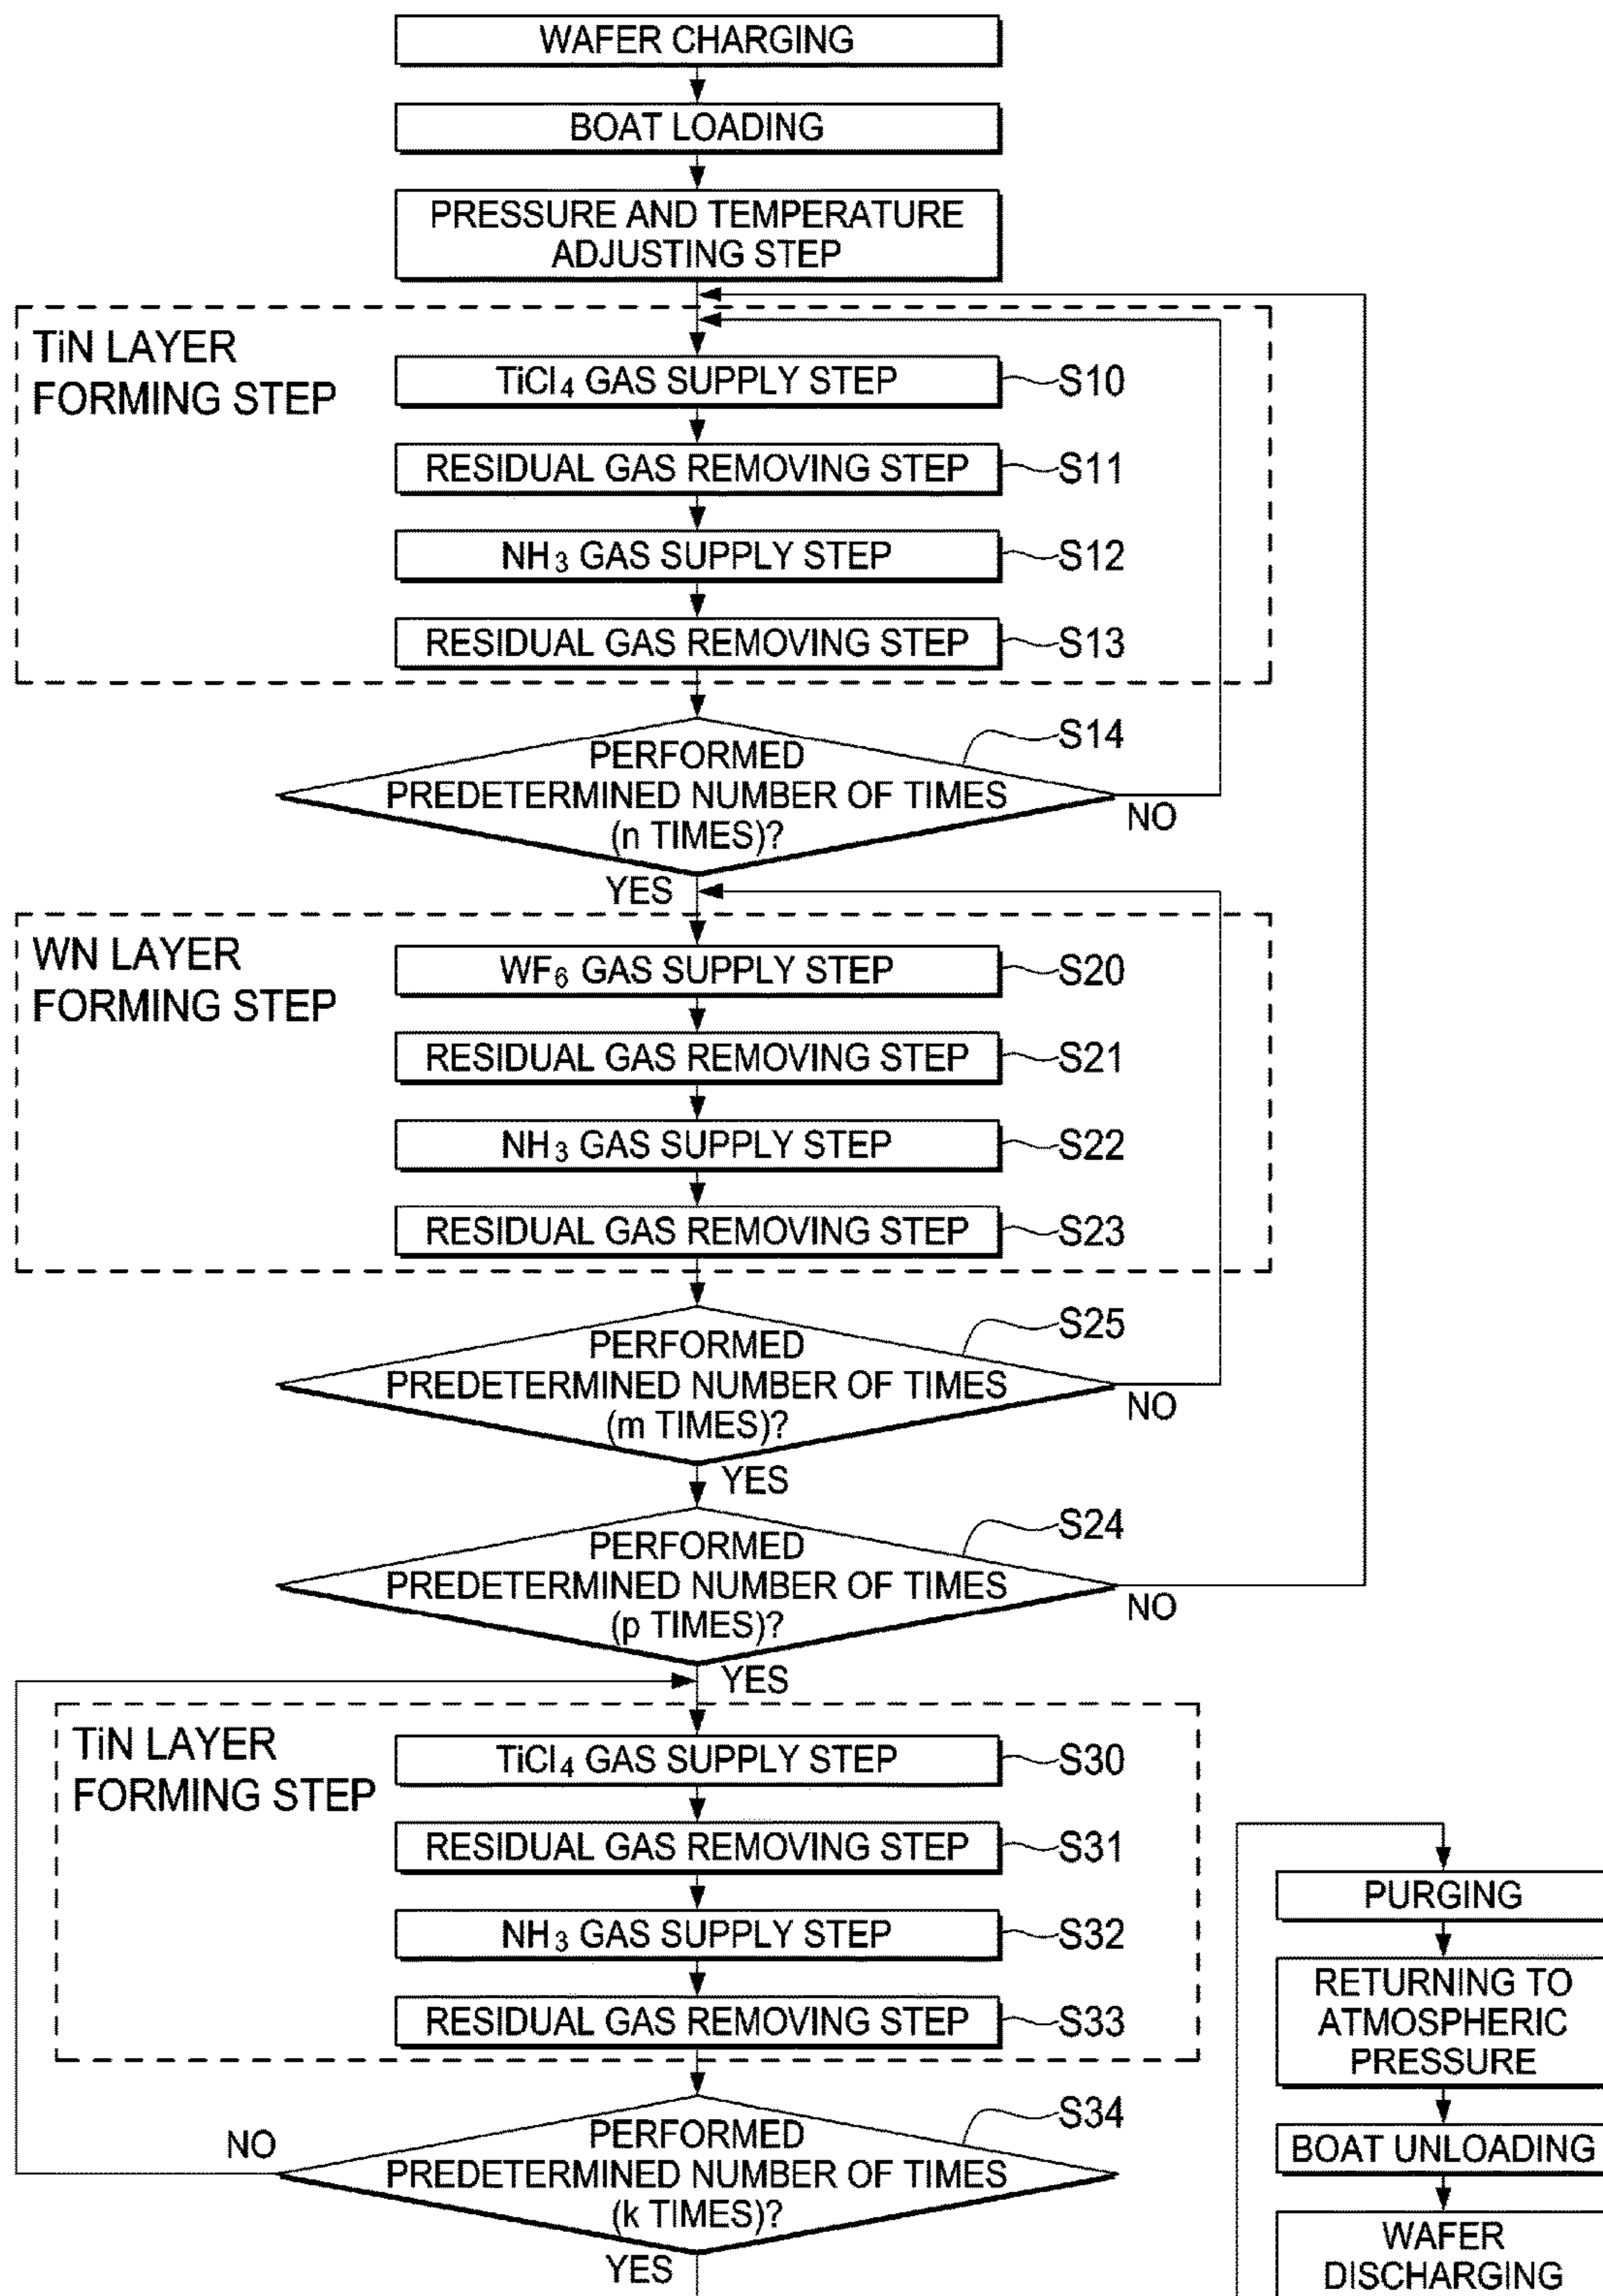 WAFER CHARGING
BOAT LOADING
PRESSURE AND TEMPERATURE
ADJUSTING STEP
TiN LAYER
FORMING STEP
TiCl₄ GAS SUPPLY STEP
S10
RESIDUAL GAS REMOVING STEP
S11
NH₃ GAS SUPPLY STEP
S12
RESIDUAL GAS REMOVING STEP
S13
S14
PERFORMED
PREDETERMINED NUMBER OF TIMES
(n TIMES)?
NO
YES
WN LAYER
FORMING STEP
WF₆ GAS SUPPLY STEP
S20
RESIDUAL GAS REMOVING STEP
S21
NH₃ GAS SUPPLY STEP
S22
RESIDUAL GAS REMOVING STEP
S23
S25
PERFORMED
PREDETERMINED NUMBER OF TIMES
(m TIMES)?
NO
YES
S24
PERFORMED
PREDETERMINED NUMBER OF TIMES
(p TIMES)?
NO
YES
TiN LAYER
FORMING STEP
TiCl₄ GAS SUPPLY STEP
S30
RESIDUAL GAS REMOVING STEP
S31
NH₃ GAS SUPPLY STEP
S32
RESIDUAL GAS REMOVING STEP
S33
S34
PERFORMED
PREDETERMINED NUMBER OF TIMES
(k TIMES)?
NO
YES
PURGING
RETURNING TO
ATMOSPHERIC
PRESSURE
BOAT UNLOADING
WAFER
DISCHARGING